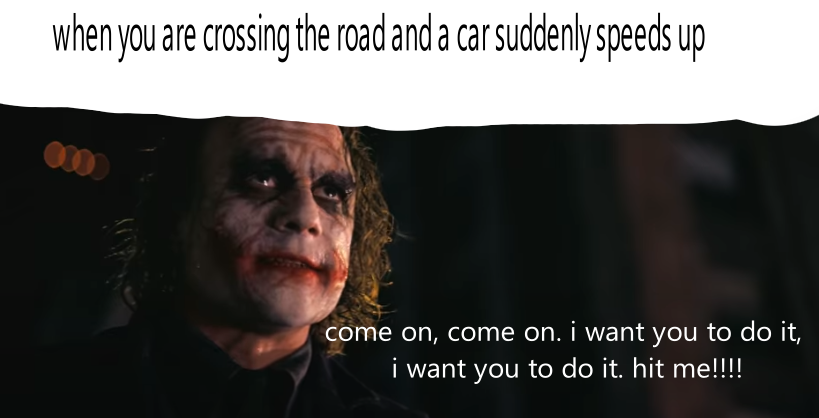 when you are crossing the road and a car suddenly speeds up
come on, come on. i want you to do it,
i want you to do it. hit me!!!!